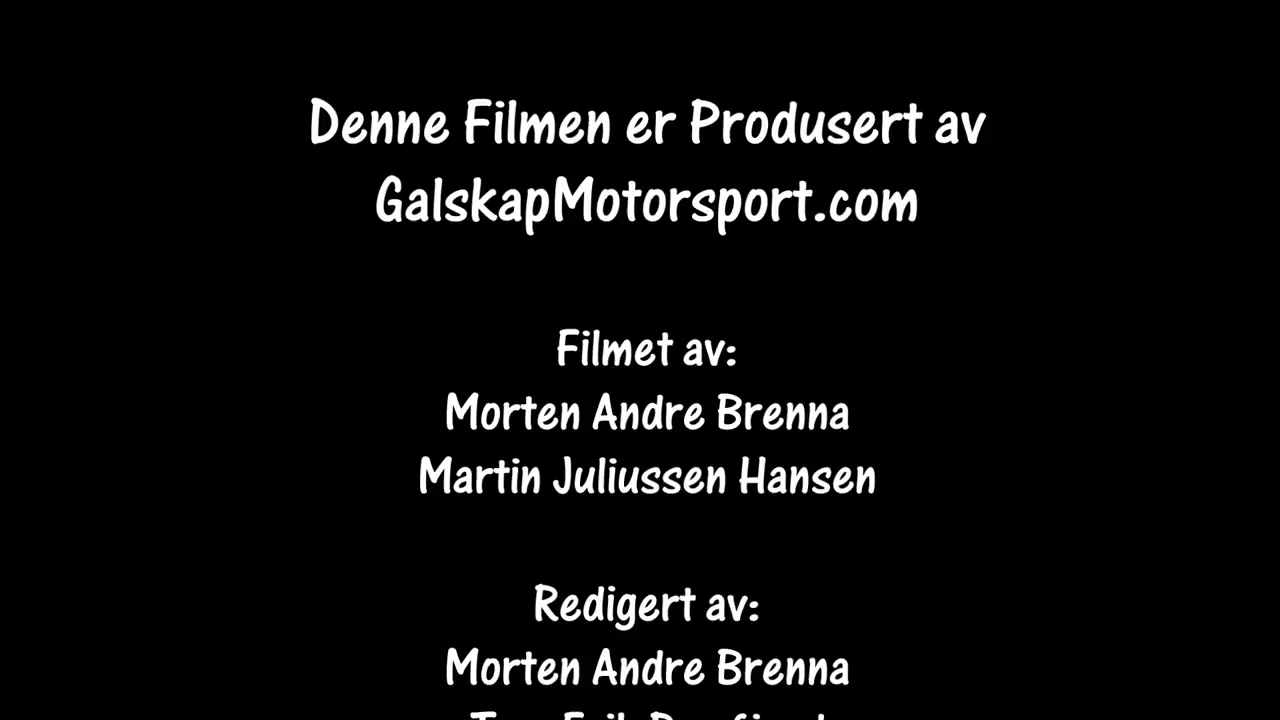 Denne Filmen er Produsert av
GalskapMotorsport.com
Filmet av:
Morten Andre Brenna
Martin Juliussen Hansen
Redigert av:
Morten Andre Brenna